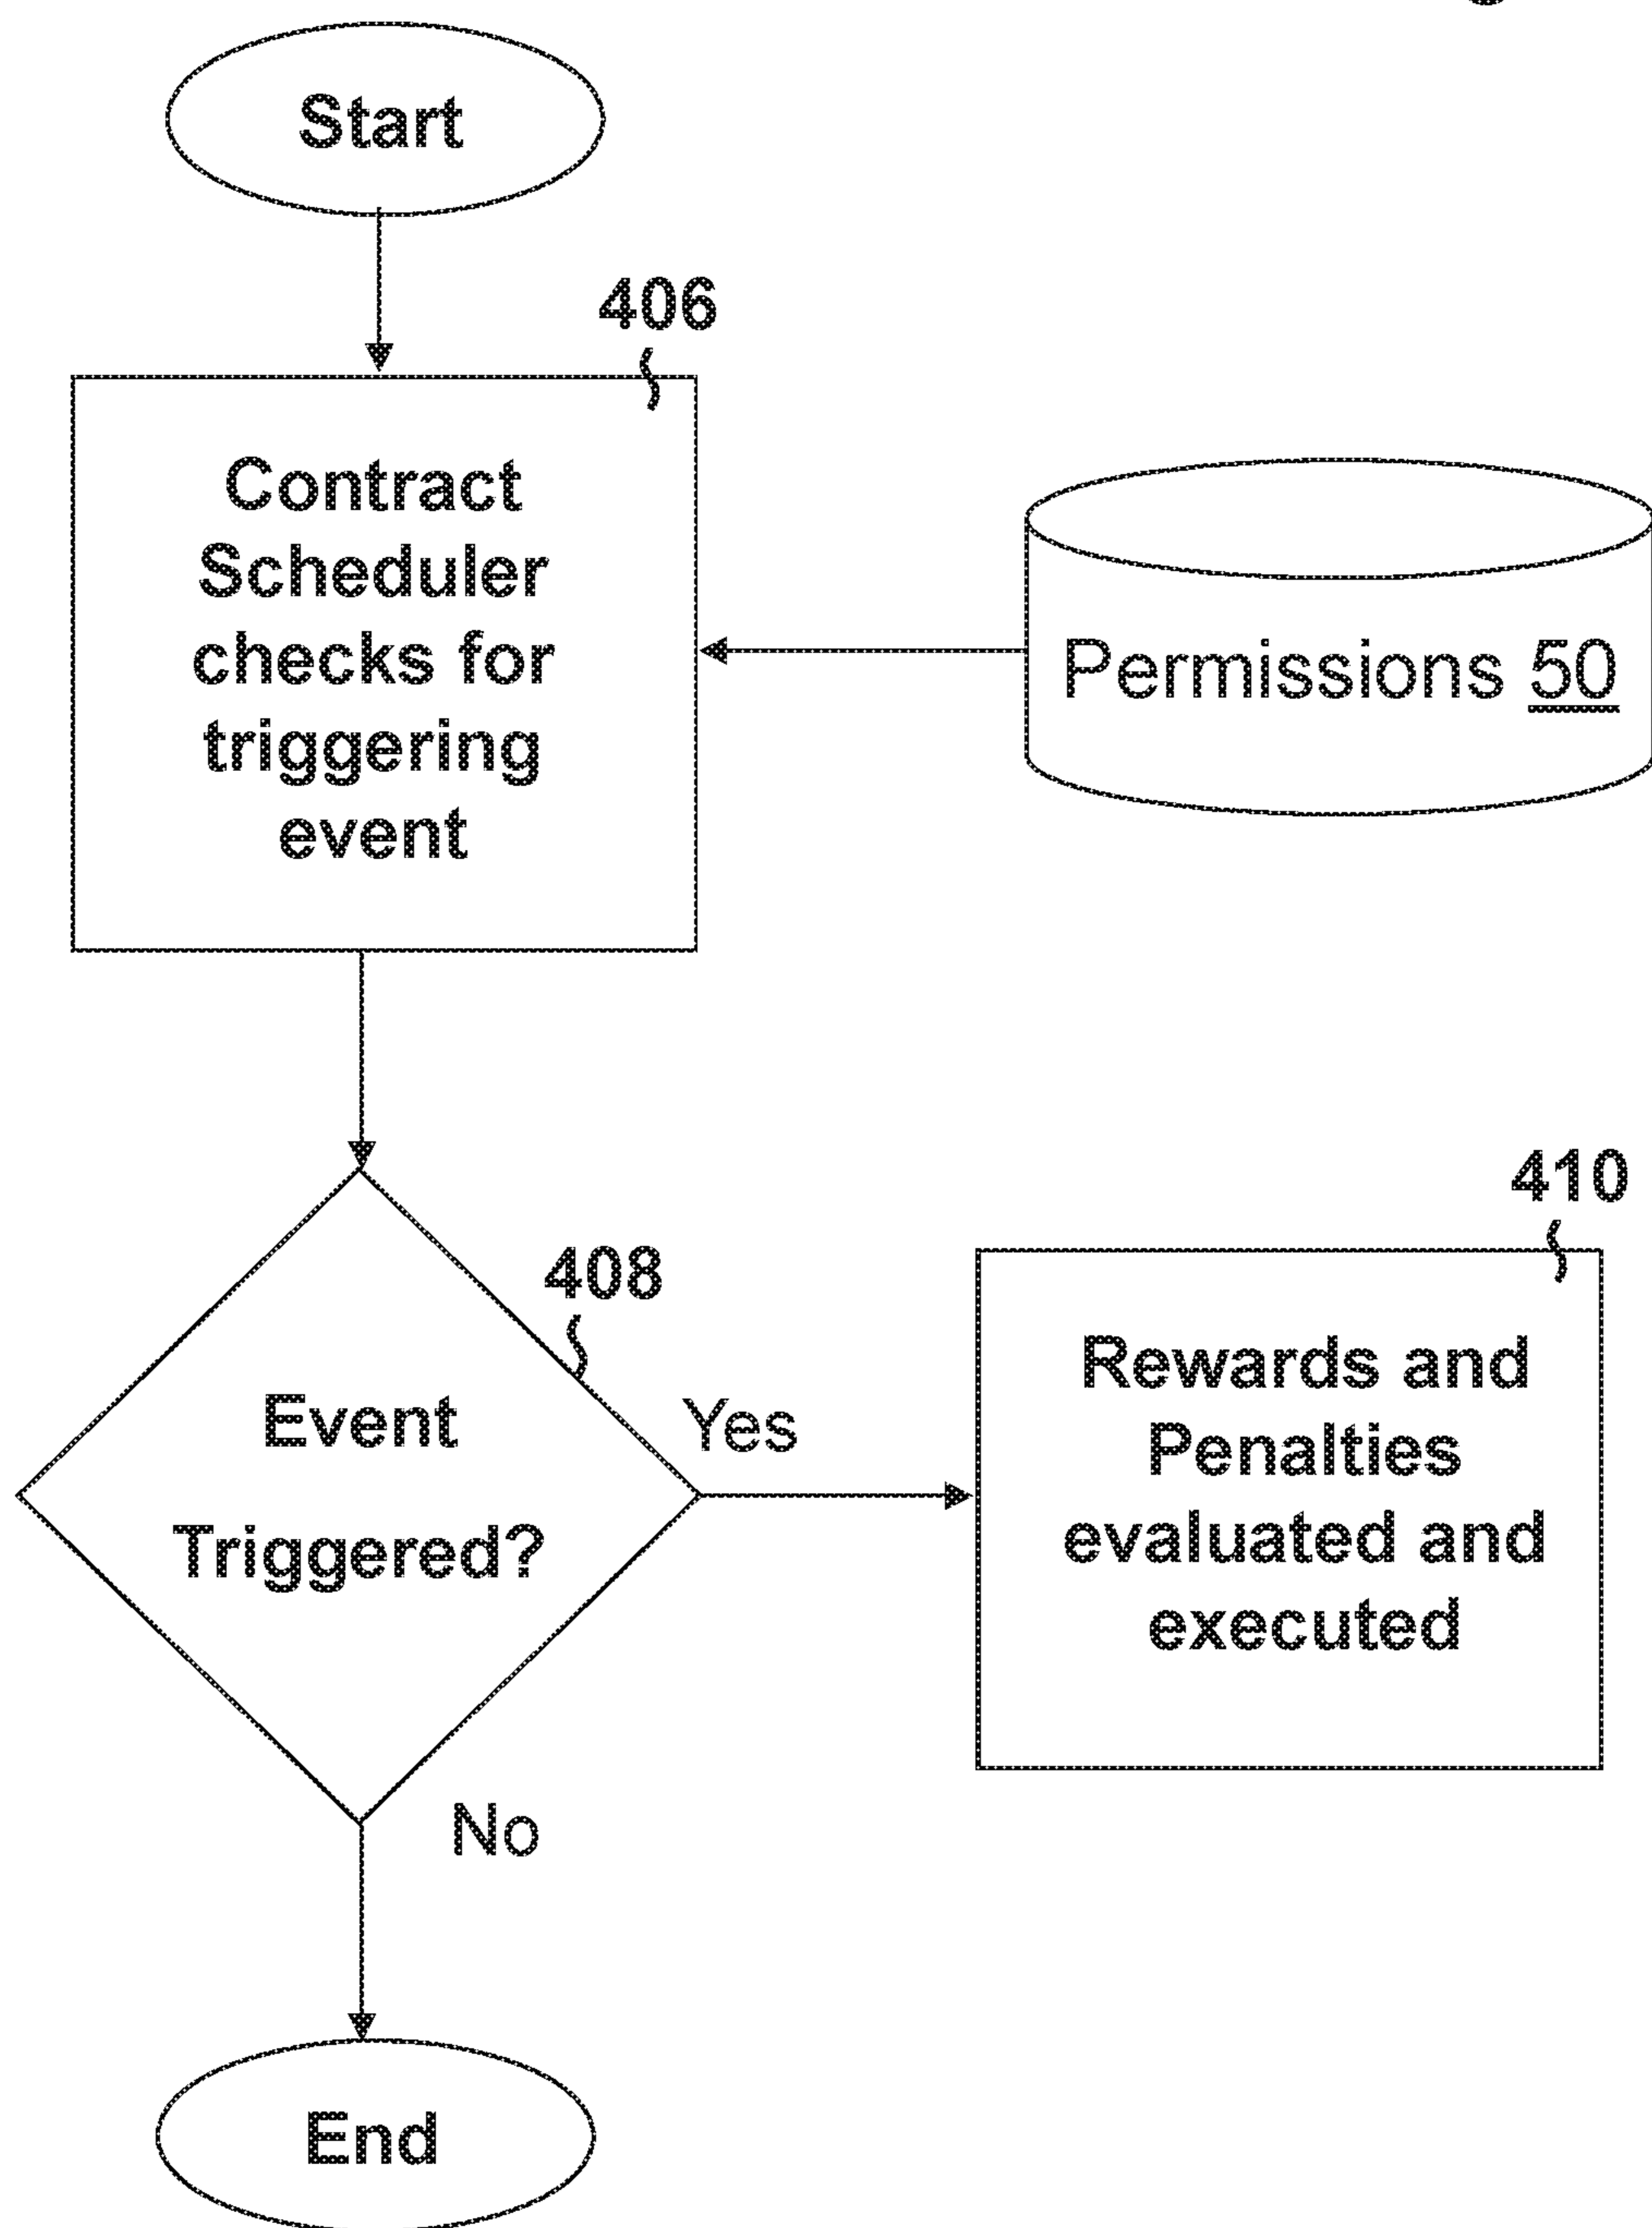 Start
406
Contract
Scheduler
checks for
triggering
event
Permissions 50
408
Event
Triggered?
Yes
410
Rewards and
Penalties
evaluated and
executed
No
End